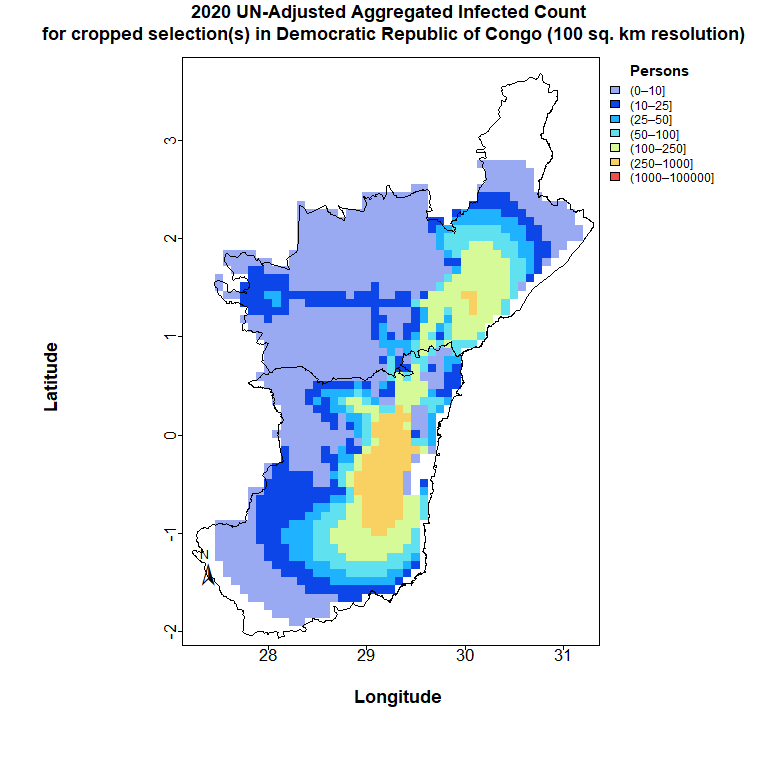 2020 UN-Adjusted Aggregated Infected Count
for cropped selection(s) in Democratic Republic of Congo (100 sq. km resolution)
Persons
(0–10]
(10–25]
(25–50]
(50–100]
(100–250]
(250–1000]
(1000–100000]
3
2
1
0
-1
-2
Latitude
N
28 29 30 31
Longitude